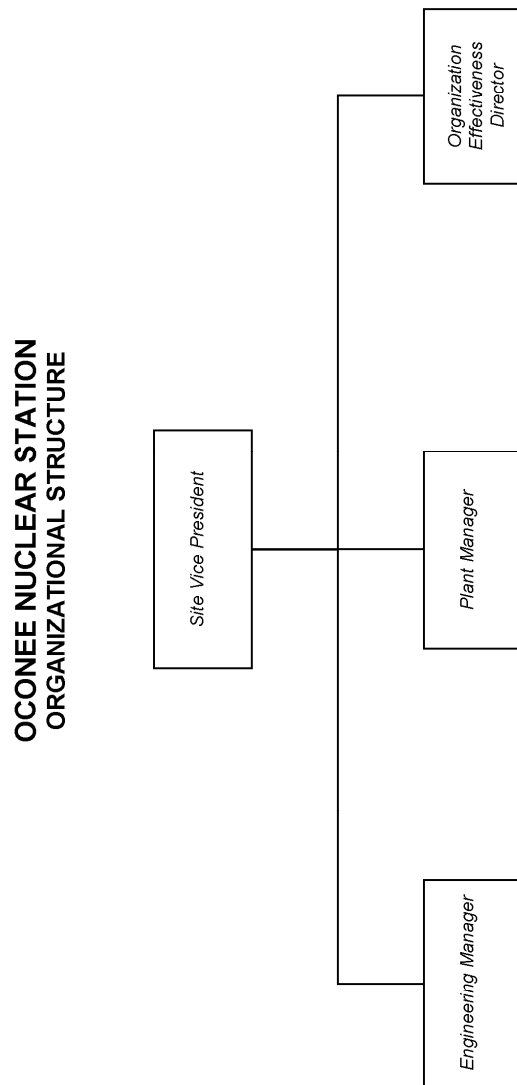 OCONEE NUCLEAR STATION
ORGANIZATIONAL STRUCTURE
Site Vice President
Engineering Manager
Plant Manager
Organization
Effectiveness
Director